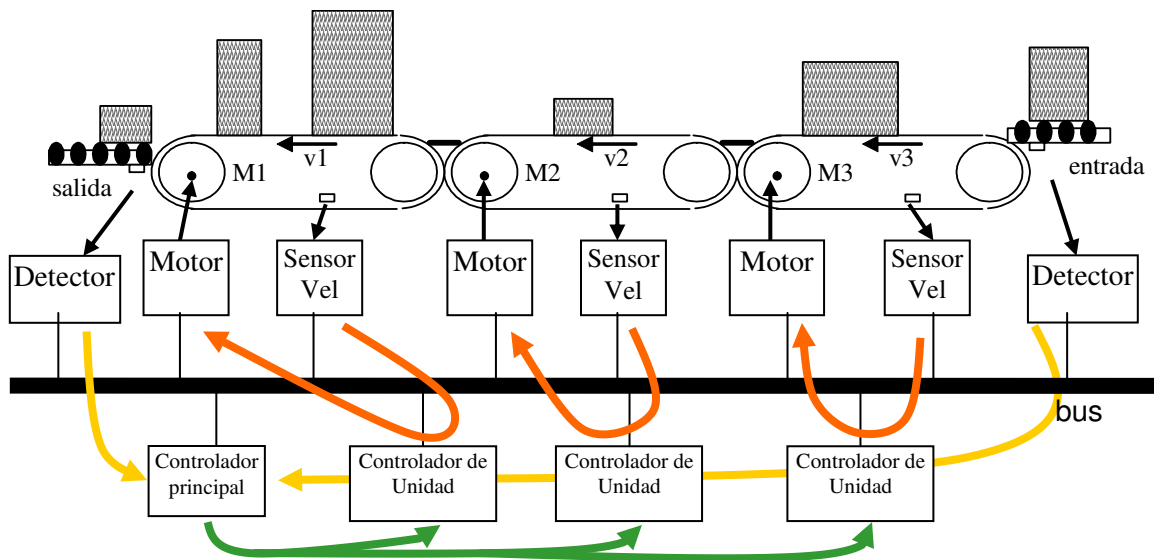 v1
v2
v3
salida
M1
M2
M3
entrada
Detector
Motor
Sensor
Vel
Motor
Sensor
Vel
Motor
Sensor
Vel
Detector
bus
Controlador
principal
Controlador de
Unidad
Controlador de
Unidad
Controlador de
Unidad